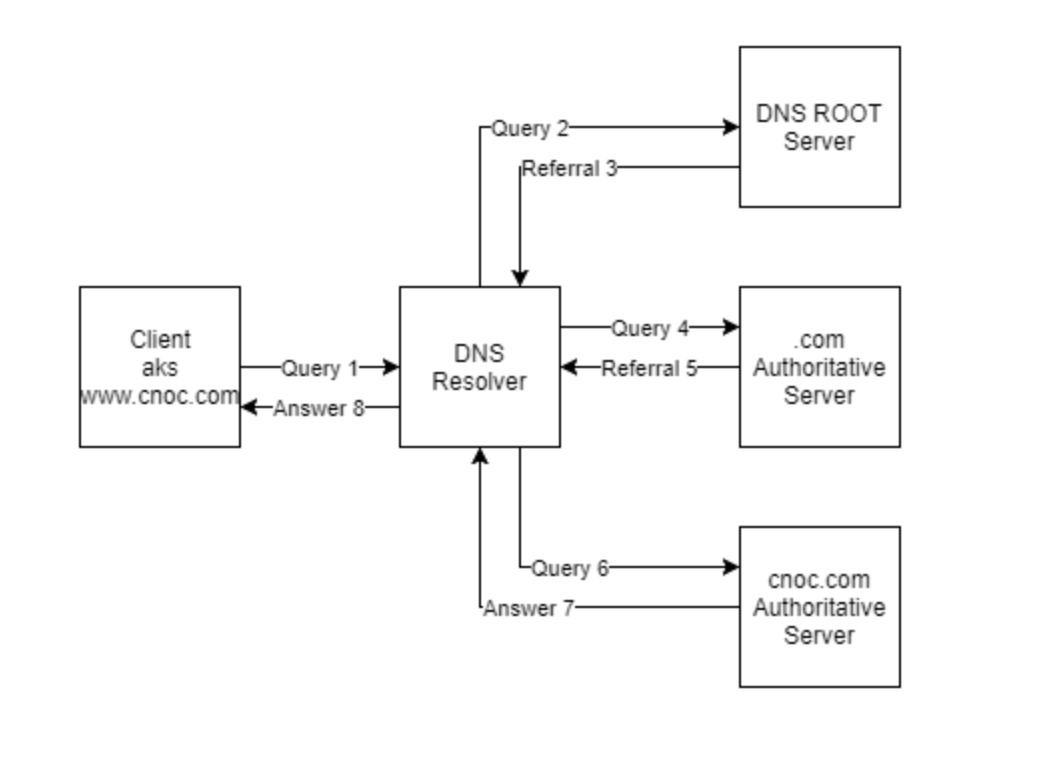 Query 2
DNS ROOT
Server
Referral 3
Client
aks
www.cnoc.com
Query 1
Answer 8
DNS
Resolver
Query 4
Referral 5
.com
Authoritative
Server
Query 6
Answer 7
cnoc.com
Authoritative
Server